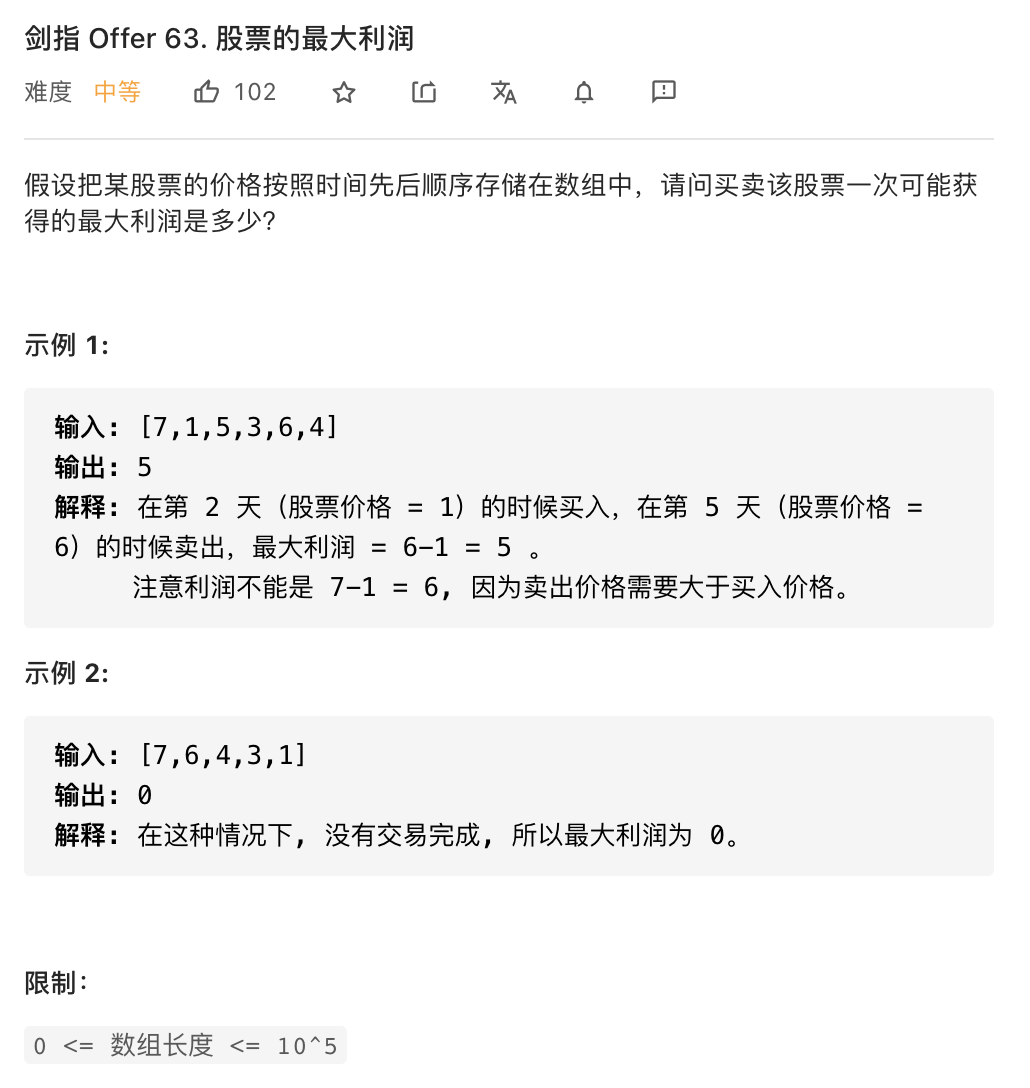 剑指 Offer 63. 股票的最大利润
难度 中等 102
假设把某股票的价格按照时间先后顺序存储在数组中，请问买卖该股票一次可能获
得的最大利润是多少？
示例 1:
输入: [7,1,5,3,6,4]
输出: 5
解释: 在第 2 天（股票价格 = 1）的时候买入，在第 5 天（股票价格 =
6）的时候卖出，最大利润 = 6-1 = 5 。
注意利润不能是 7-1 = 6, 因为卖出价格需要大于买入价格。
示例 2:
输入: [7,6,4,3,1]
输出: 0
解释: 在这种情况下, 没有交易完成, 所以最大利润为 0。
限制：
0 <= 数组长度 <= 10^5